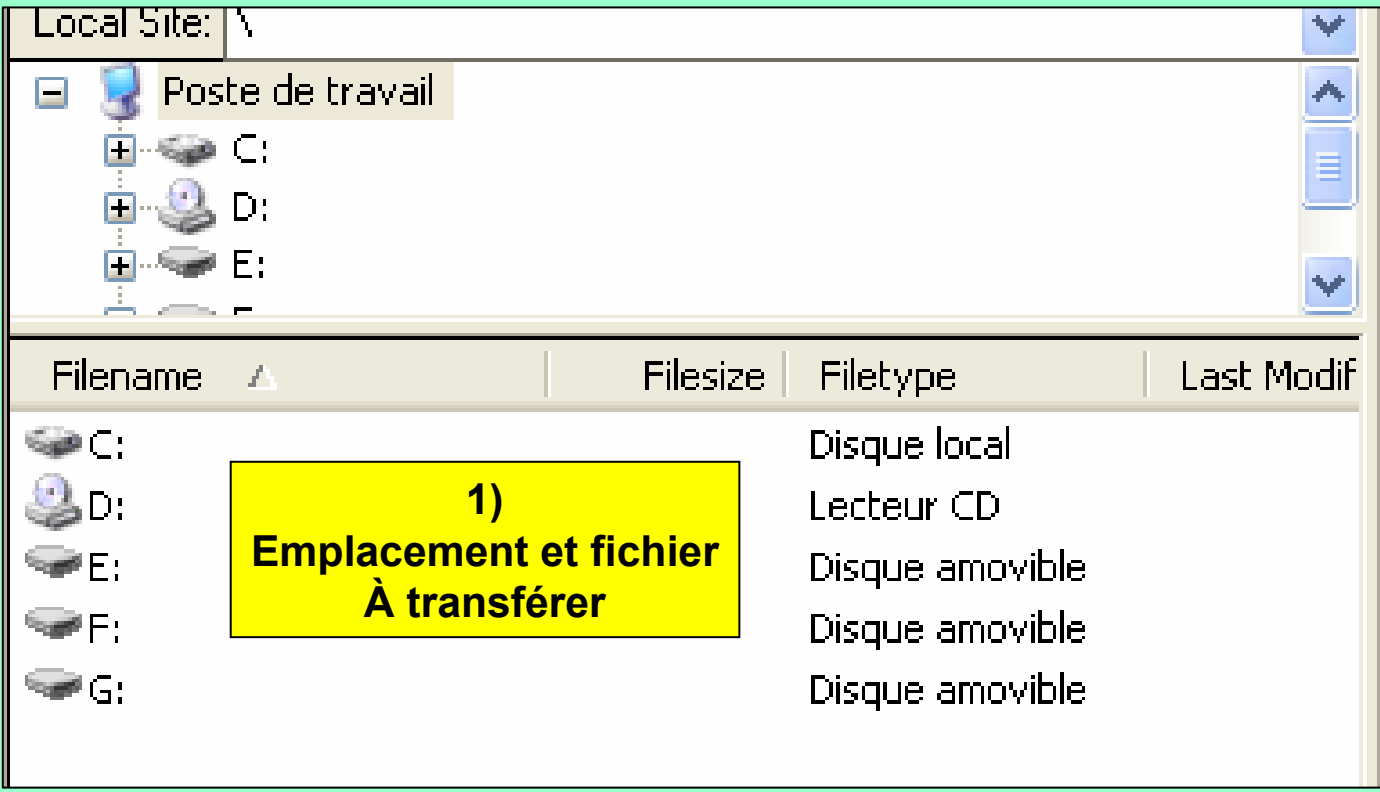 Local Site: \
Poste de travail
C:
D:
E:
Filename Filesize Filetype Last Modif
C: Disque local
D: Lecteur CD
E: Disque amovible
F: Disque amovible
G: Disque amovible
1)
Emplacement et fichier
À transférer